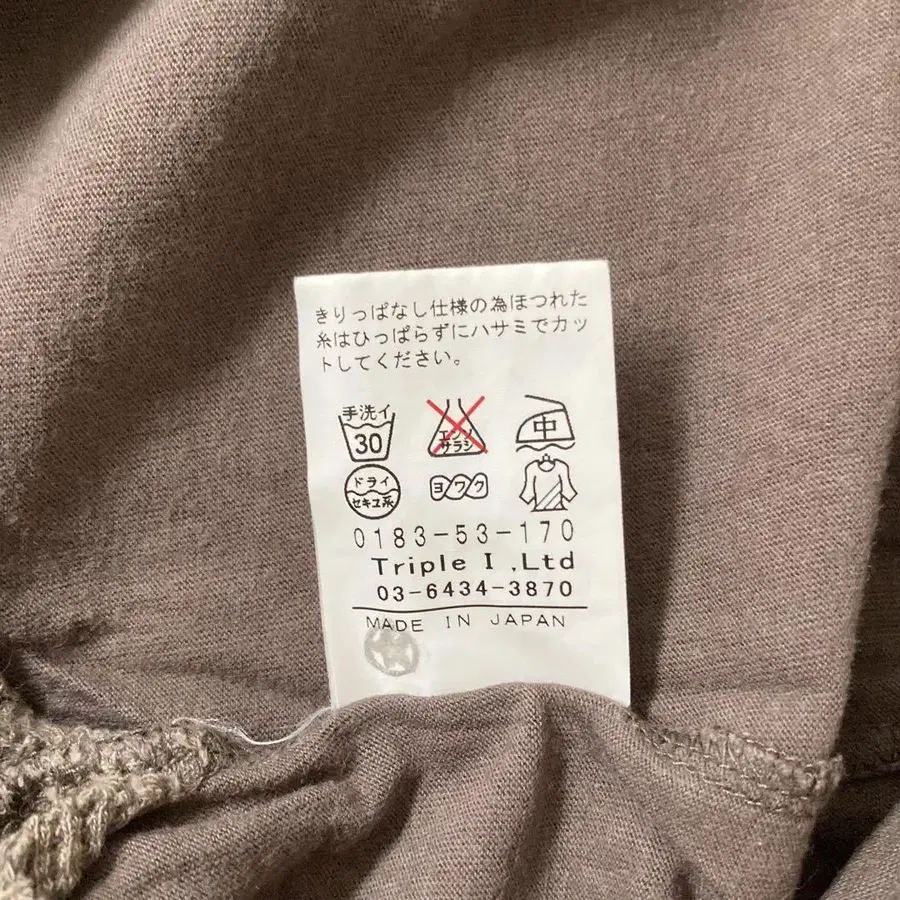 きりっぱなし仕様の為ほつれた
糸はひっぱらずにハサミでカッ
トしてください。
手洗イ
30
エンソ
サラシ
中
ドライ
セキユ系
ヨワク
0183-53-170
Triple I ,Ltd
03-6434-3870
MADE IN JAPAN